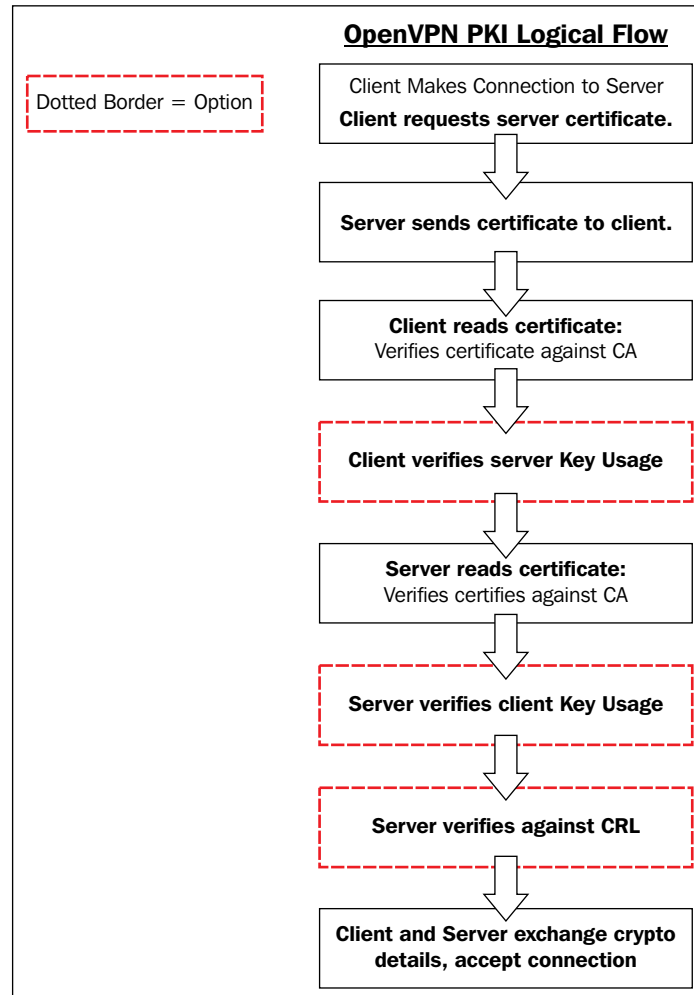 OpenVPN PKI Logical Flow
Dotted Border = Option
Client Makes Connection to Server
Client requests server certificate.
Server sends certificate to client.
Client reads certificate:
Verifies certificate against CA
Client verifies server Key Usage
Server reads certificate:
Verifies certifies against CA
Server verifies client Key Usage
Server verifies against CRL
Client and Server exchange crypto
details, accept connection